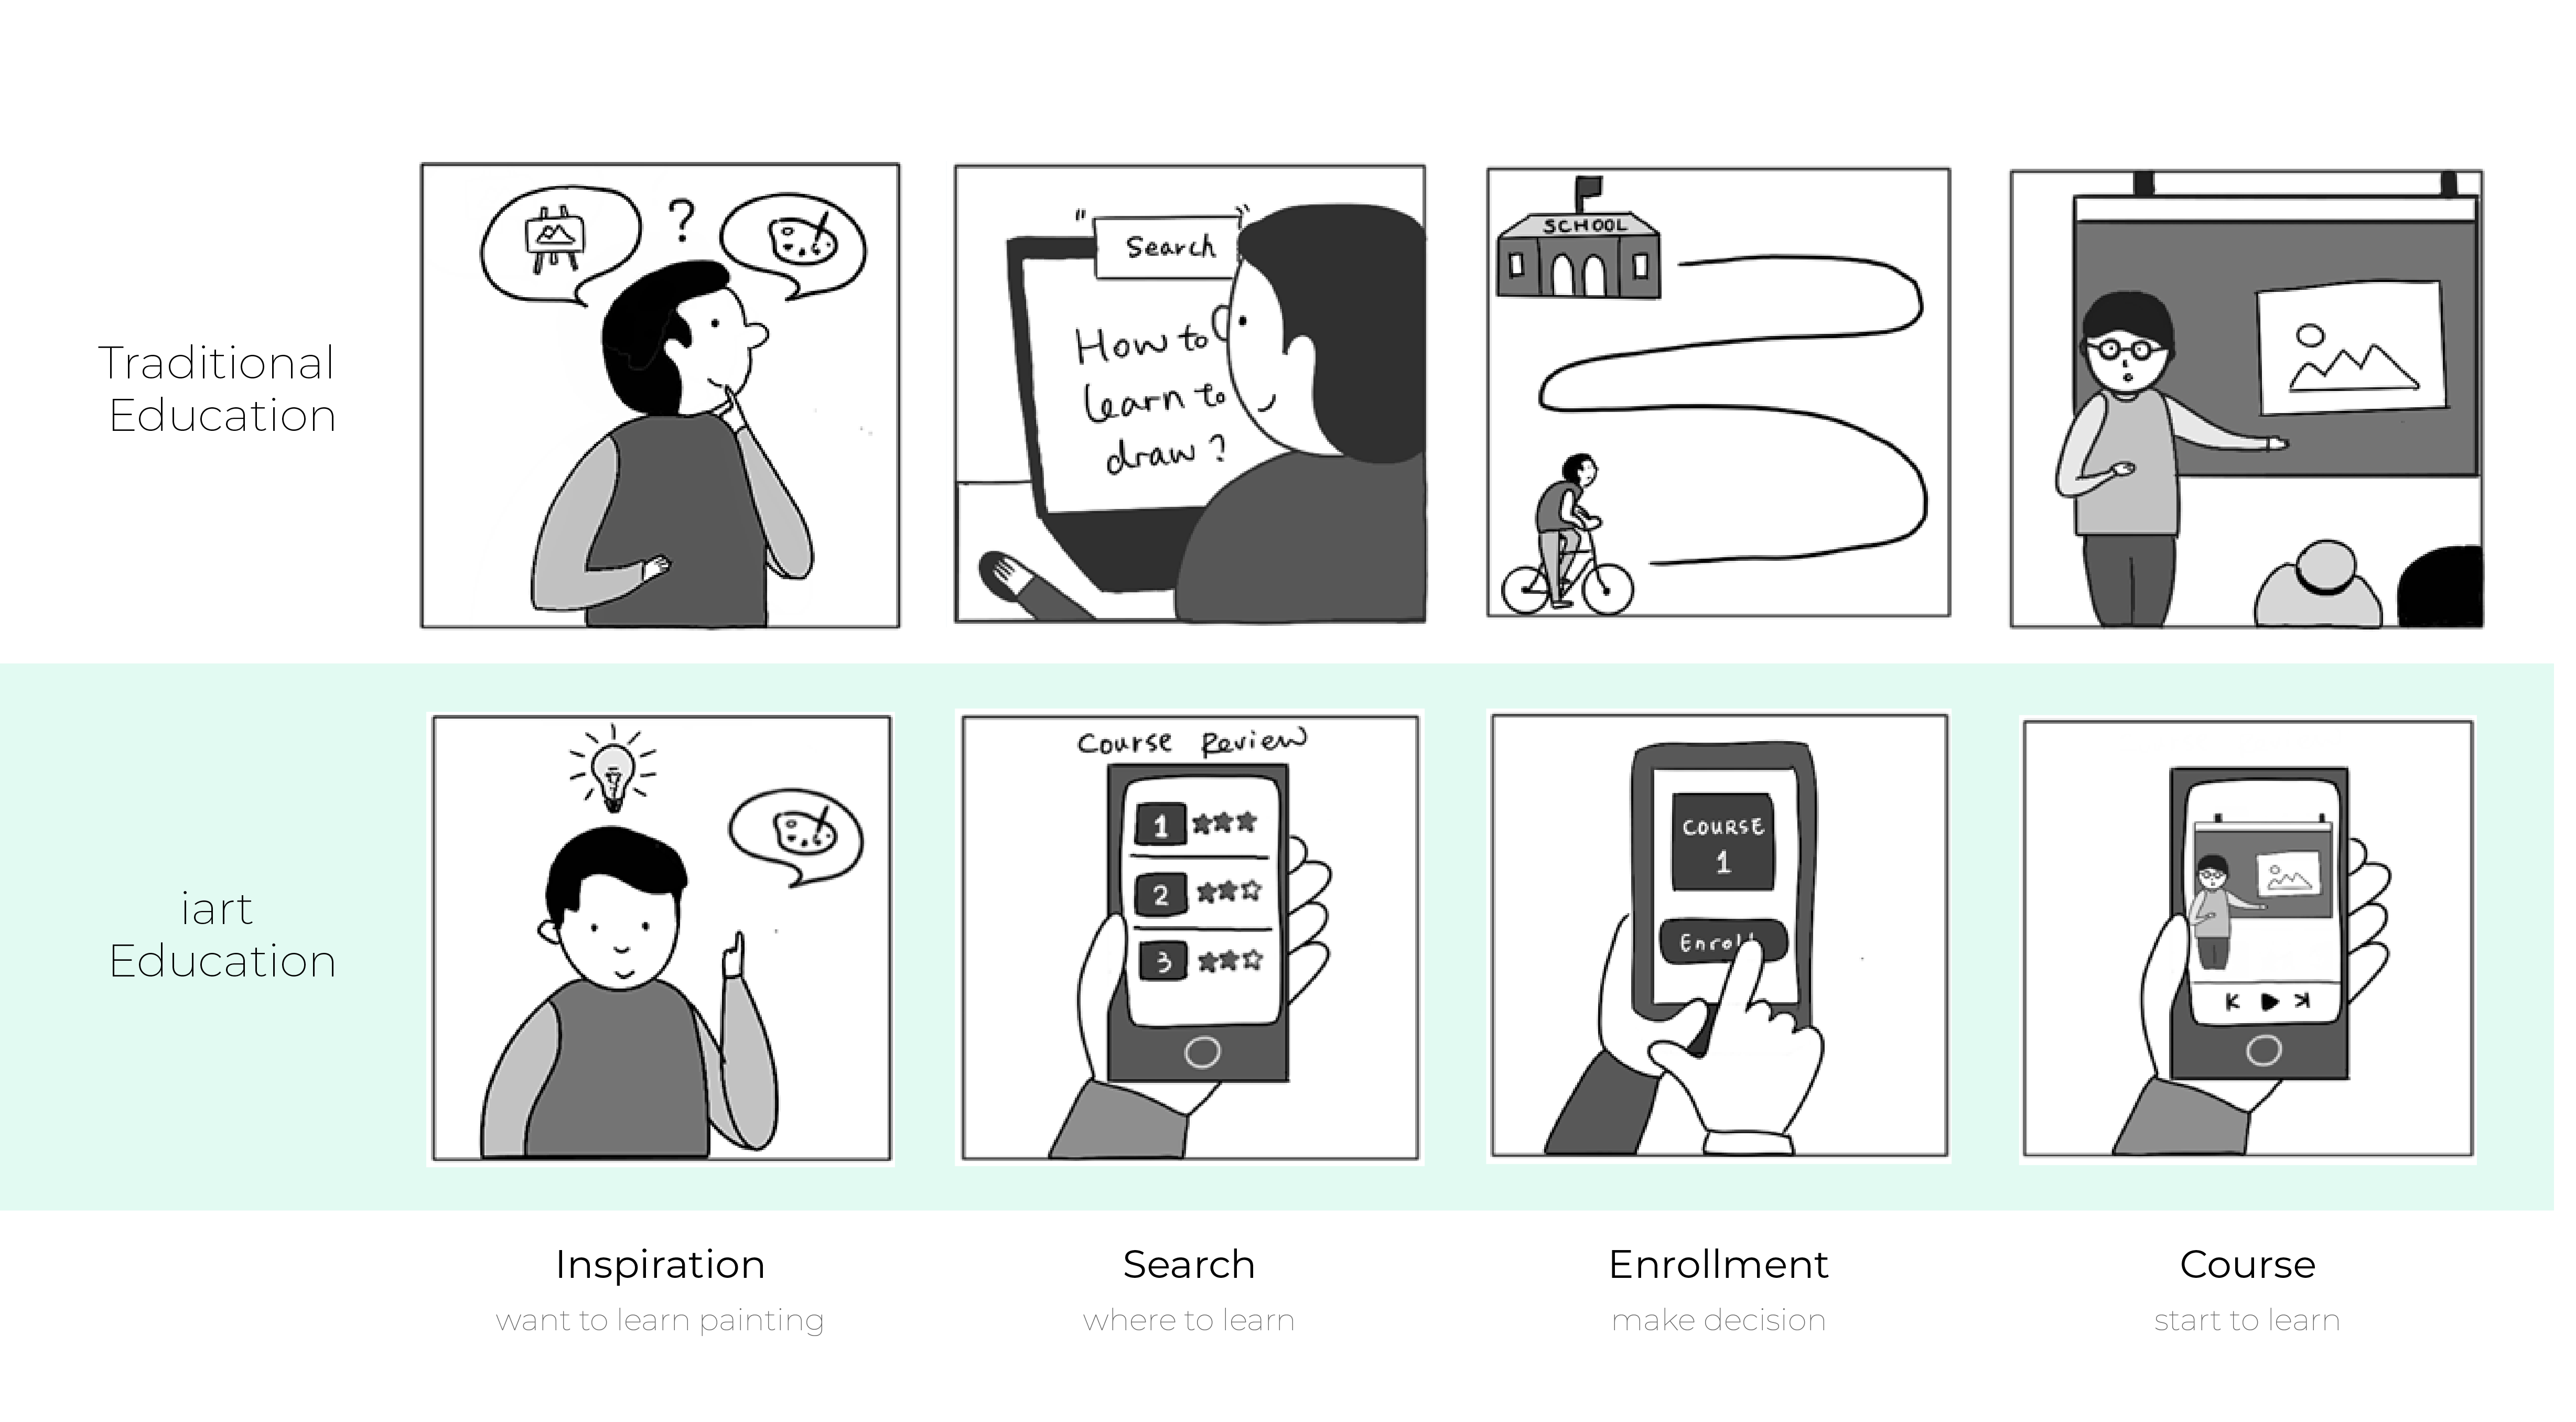 Traditional
Education
?
Search
How to
learn to
draw ?
SCHOOL
iart
Education
Course Review
1
2
3
COURSE
1
Enroll
Inspiration
want to learn painting
Search
where to learn
Enrollment
make decision
Course
start to learn